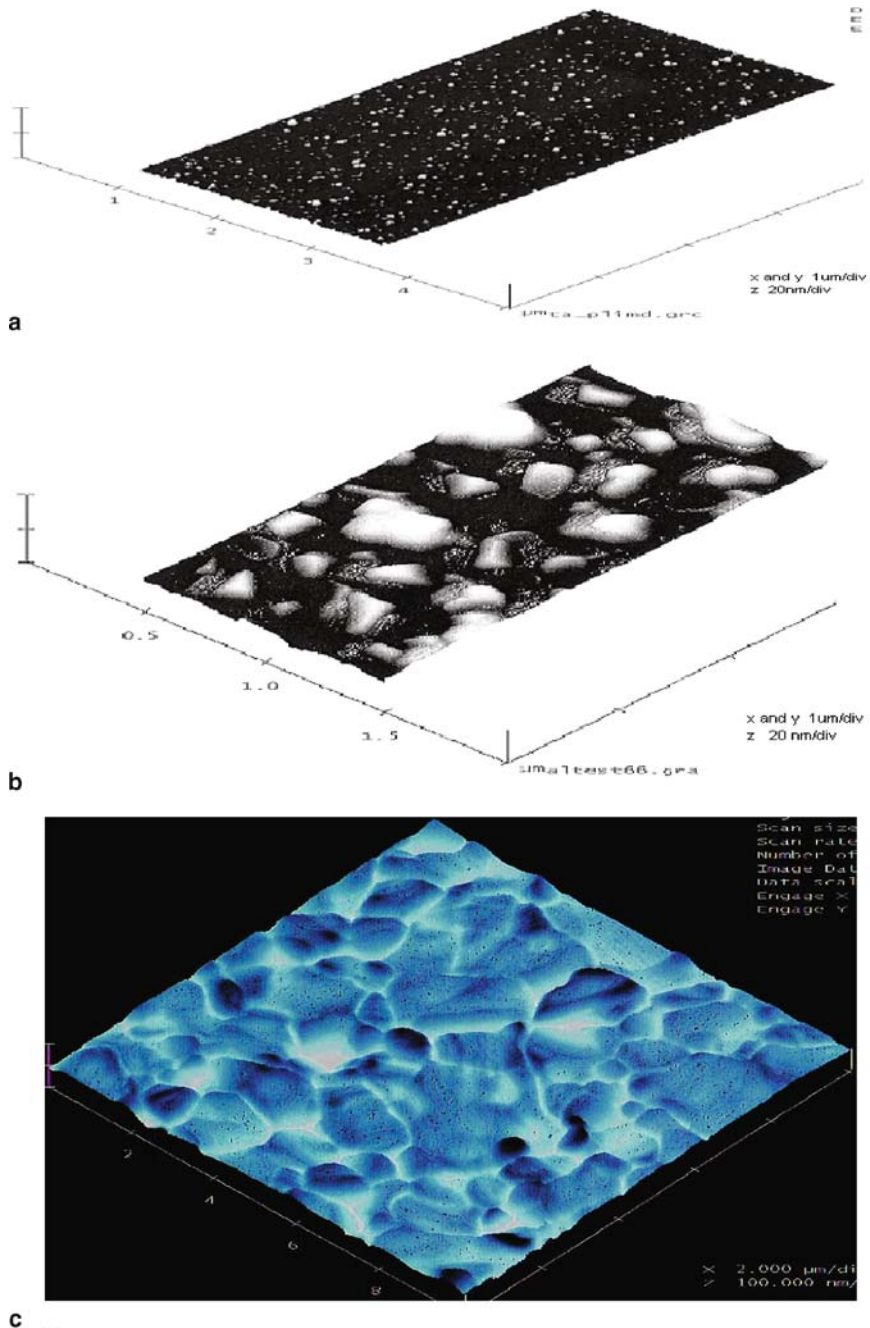 1
2
3
4
x and y 1um/div
z 20nm/div
a
0.5
1.0
1.5
x and y 1um/div
z 20 nm/div
b
Scan size
Scan rate
Number of
Image Dat
Data scal
Engage X
Engage Y
2
4
6
8
X 2.000 µm/di
Z 100.000 nm/
c